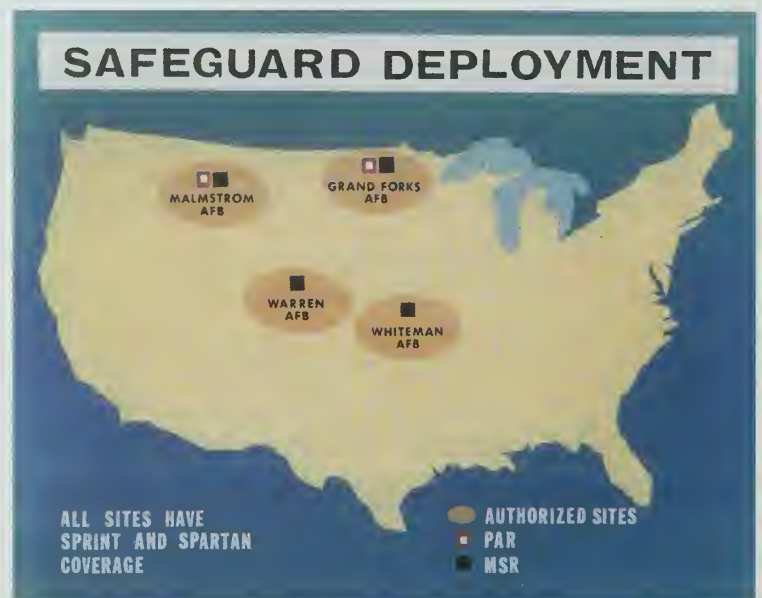 SAFEGUARD DEPLOYMENT
MALMSTROM
AFB
GRAND FORKS
AFB
WARREN
AFB
WHITEMAN
AFB
ALL SITES HAVE
SPRINT AND SPARTAN
COVERAGE
AUTHORIZED SITES
PAR
MSR